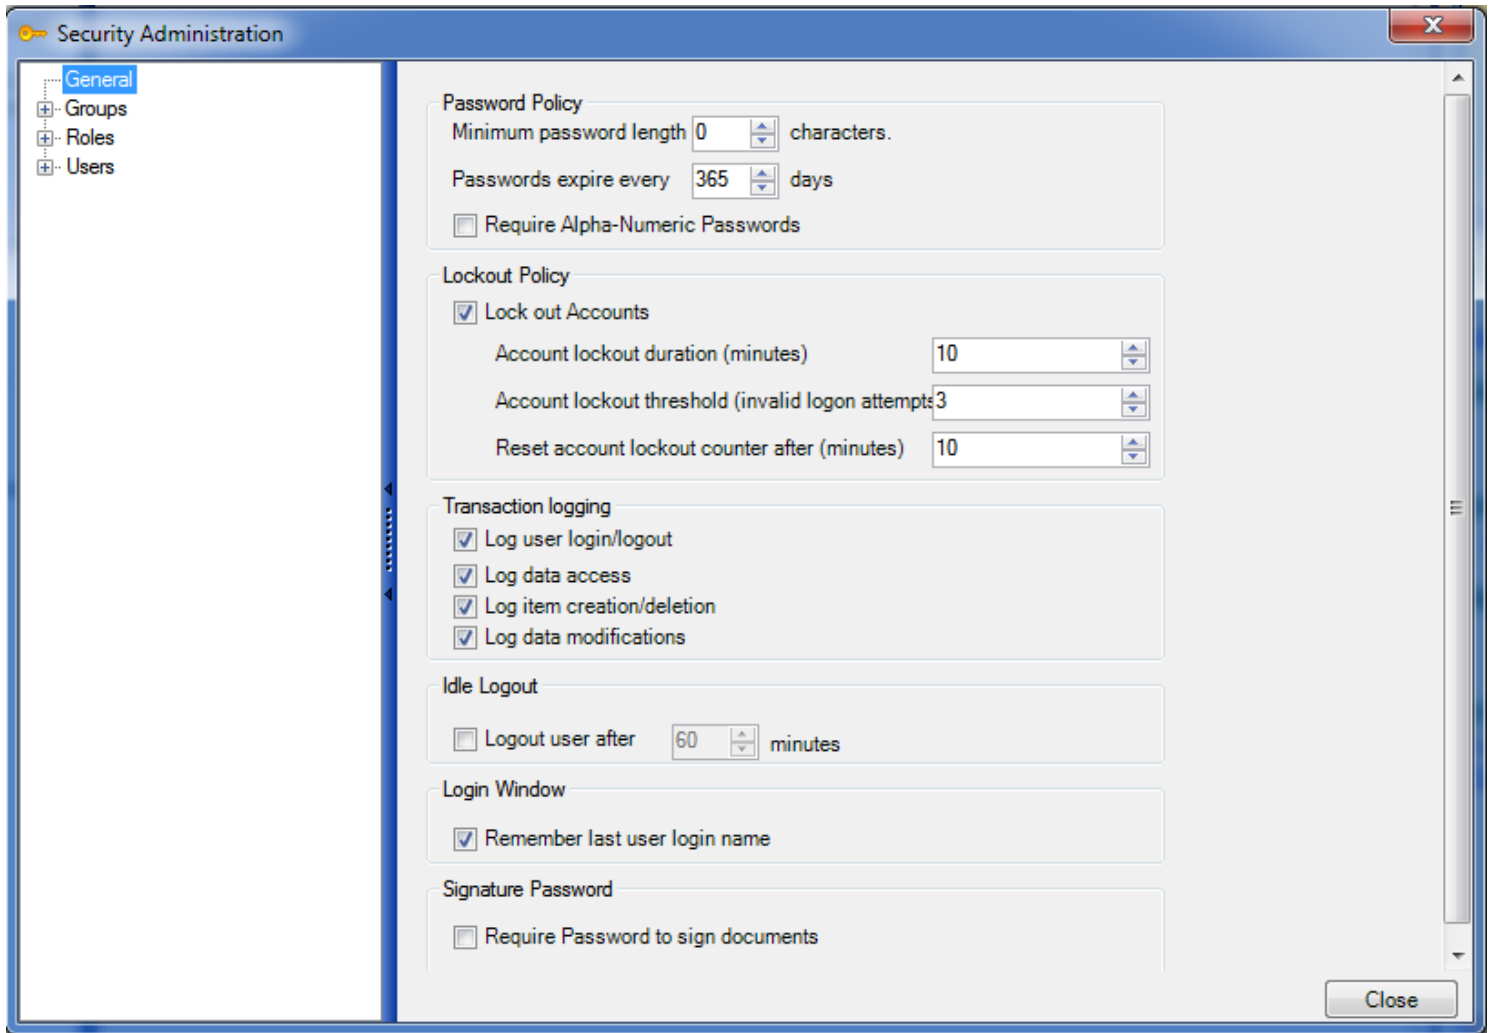 Security Administration
General
Groups
Roles
Users
Password Policy
Minimum password length 0 characters.
Passwords expire every 365 days
Require Alpha-Numeric Passwords
Lockout Policy
Lock out Accounts
Account lockout duration (minutes) 10
Account lockout threshold (invalid logon attempts 3
Reset account lockout counter after (minutes) 10
Transaction logging
Log user login/logout
Log data access
Log item creation/deletion
Log data modifications
Idle Logout
Logout user after 60 minutes
Login Window
Remember last user login name
Signature Password
Require Password to sign documents
Close